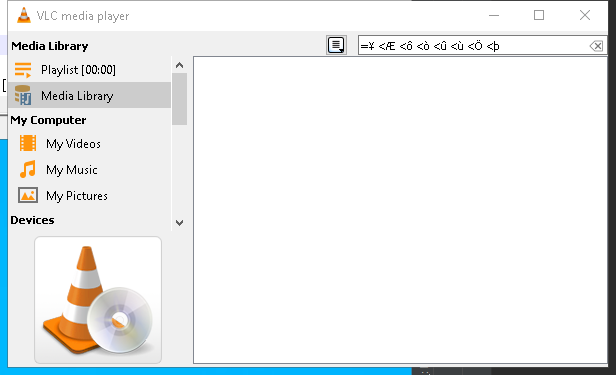 VLC media player
Media Library
=¥ <Æ <ô <ò <û <ù <Ö <þ
Playlist [00:00]
Media Library
My Computer
My Videos
My Music
My Pictures
Devices